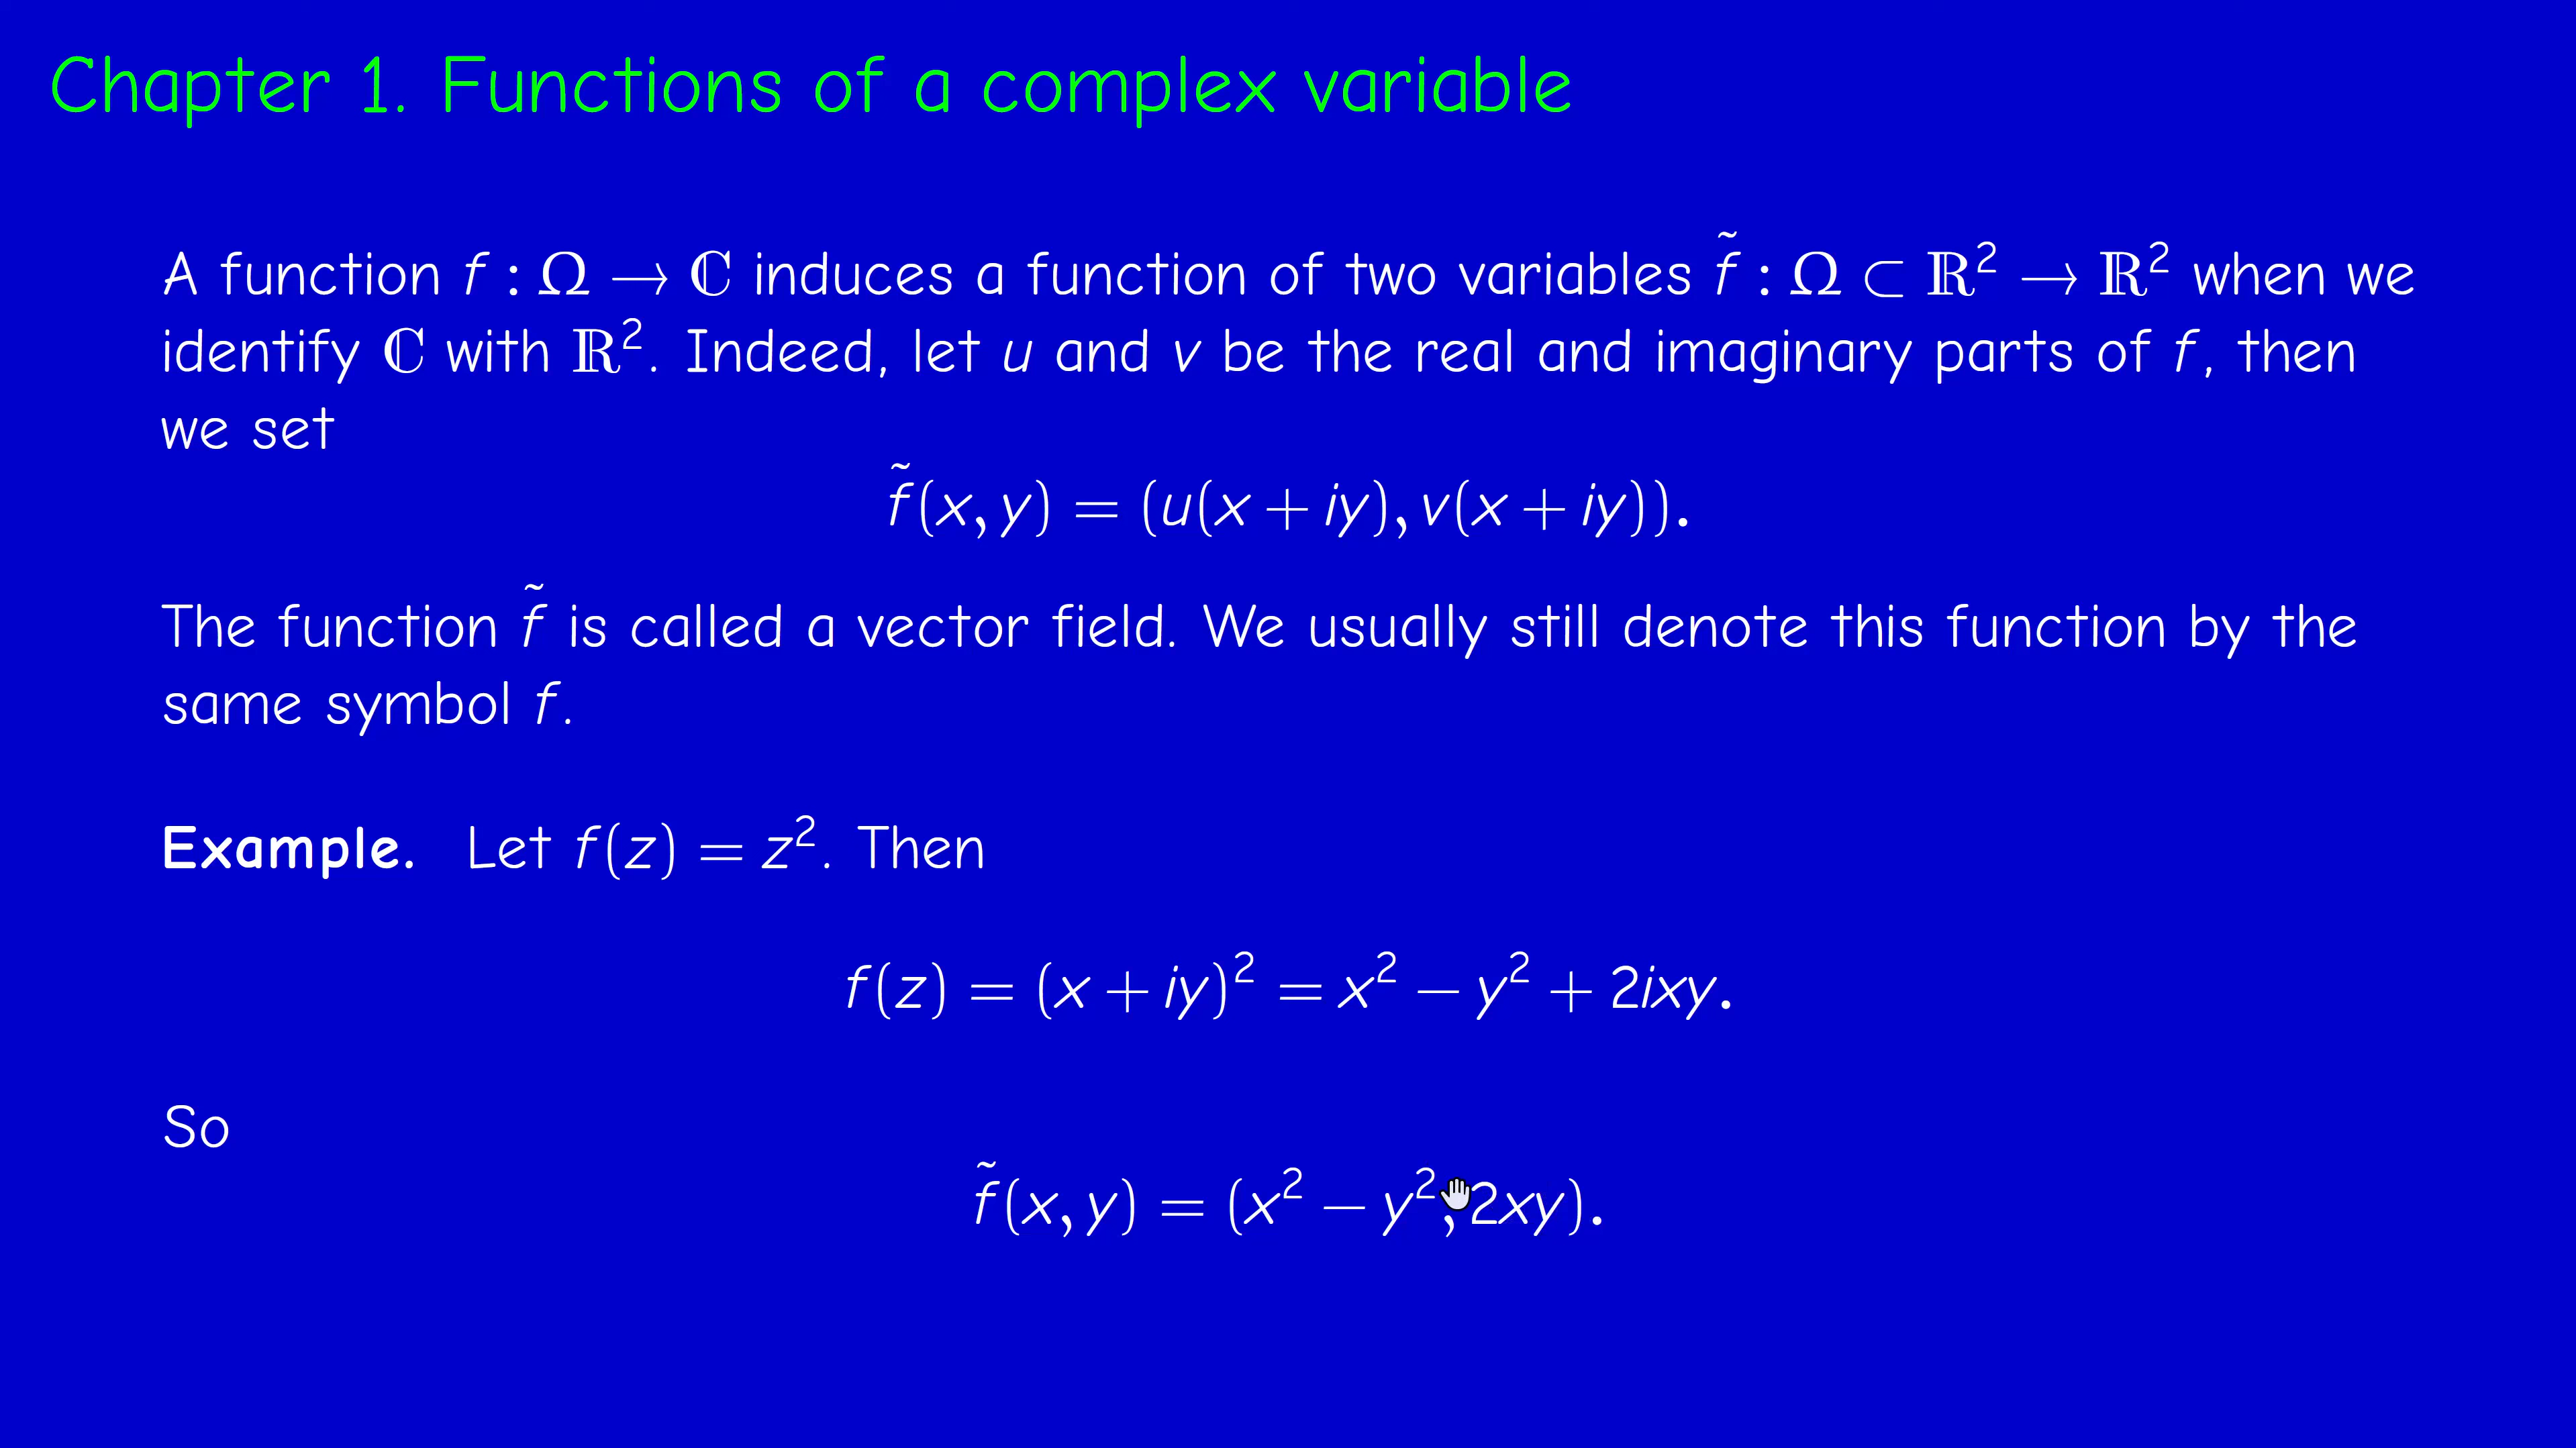 Chapter 1. Functions of a complex variable
A function f : Ω → ℂ induces a function of two variables f̃ : Ω ⊂ ℝ² → ℝ² when we
identify ℂ with ℝ². Indeed, let u and v be the real and imaginary parts of f, then
we set
f̃(x, y) = (u(x + iy), v(x + iy)).
The function f̃ is called a vector field. We usually still denote this function by the
same symbol f.
Example. Let f(z) = z². Then
f(z) = (x + iy)² = x² − y² + 2ixy.
So
f̃(x, y) = (x² − y², 2xy).